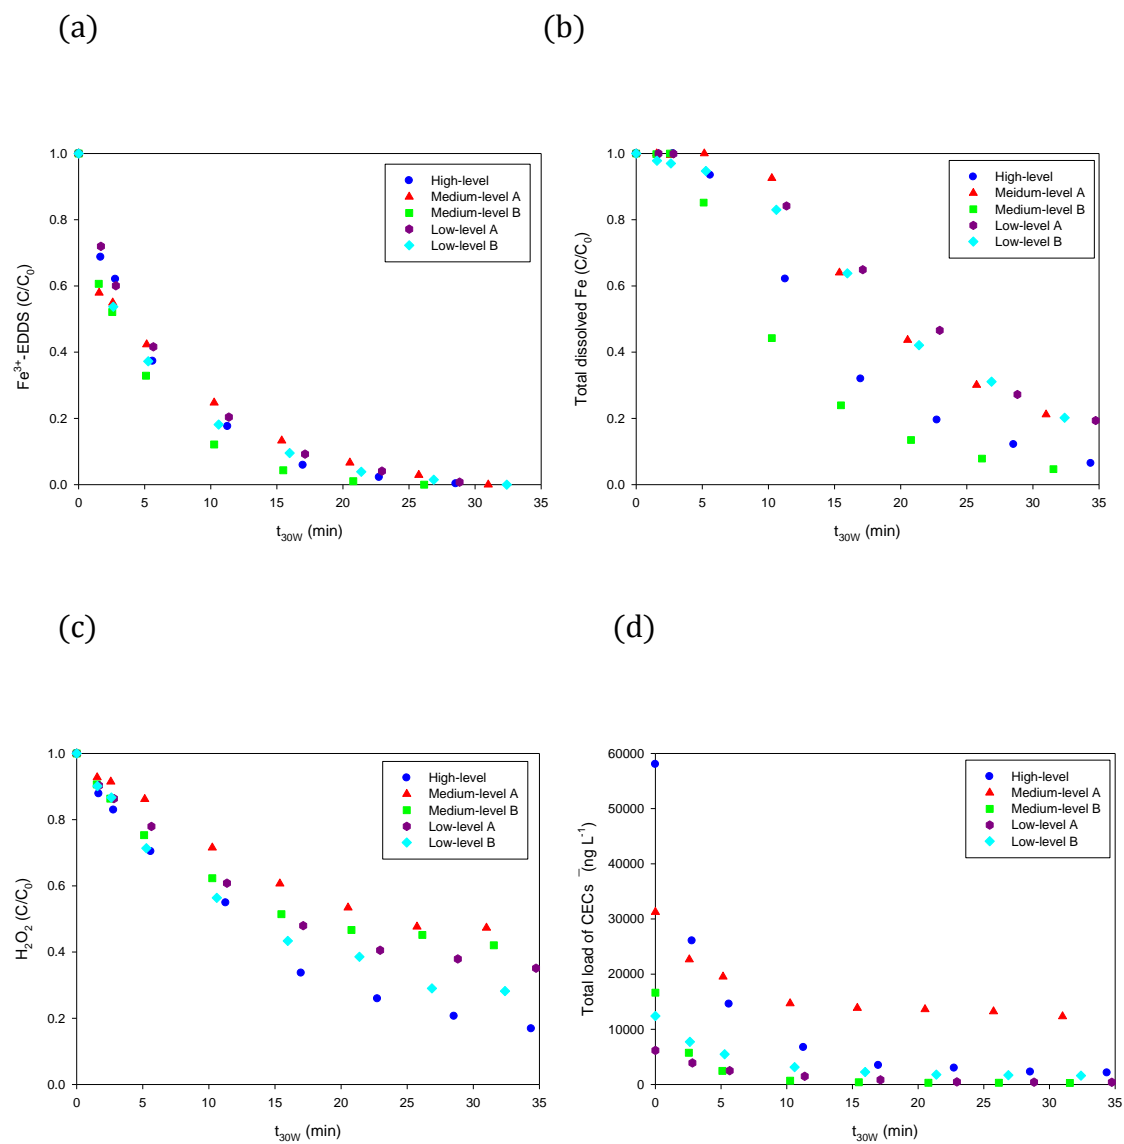 (a)
1.0
0.8
0.6
0.4
0.2
0.0
Fe³⁺-EDDS (C/C₀)
High-level
Medium-level A
Medium-level B
Low-level A
Low-level B
0 5 10 15 20 25 30 35
t₃₀W (min)
(b)
1.0
0.8
0.6
0.4
0.2
0.0
Total dissolved Fe (C/C₀)
High-level
Meidum-level A
Medium-level B
Low-level A
Low-level B
0 5 10 15 20 25 30 35
t₃₀W (min)
(c)
1.0
0.8
0.6
0.4
0.2
0.0
H₂O₂ (C/C₀)
High-level
Medium-level A
Medium-level B
Low-level A
Low-level B
0 5 10 15 20 25 30 35
t₃₀W (min)
(d)
60000
50000
40000
30000
20000
10000
0
Total load of CECs ¯(ng L⁻¹)
High-level
Medium-level A
Medium-level B
Low-level A
Low-level B
0 5 10 15 20 25 30 35
t₃₀W (min)